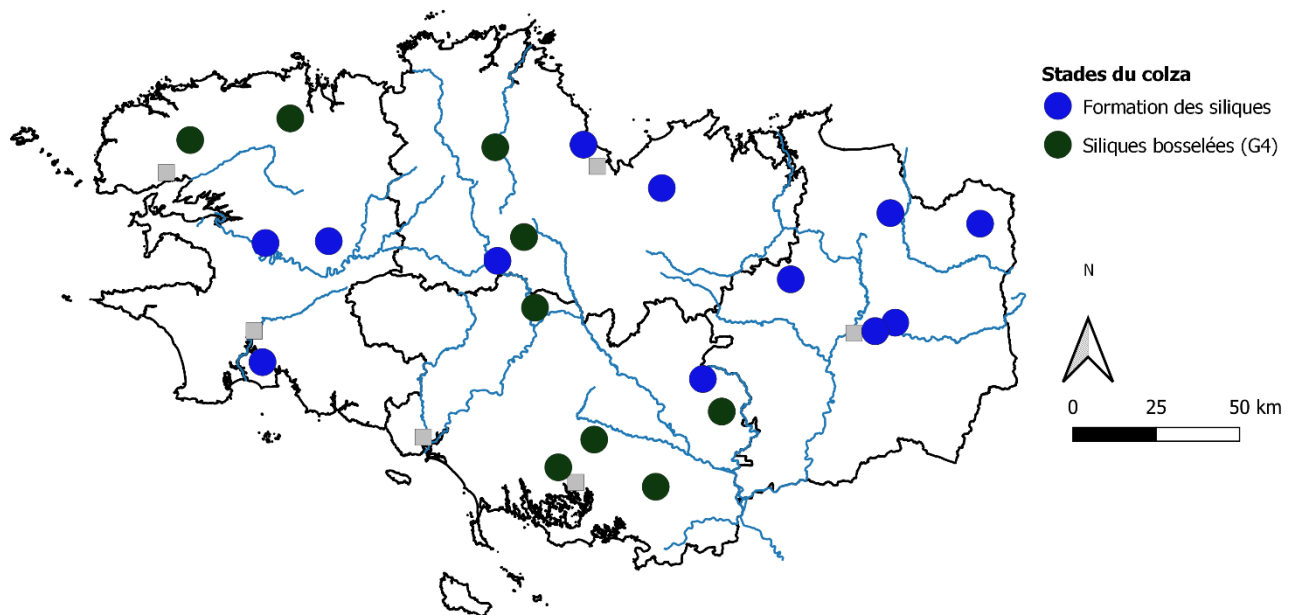 Stades du colza
Formation des siliques
Siliques bosselées (G4)
N
0 25 50 km